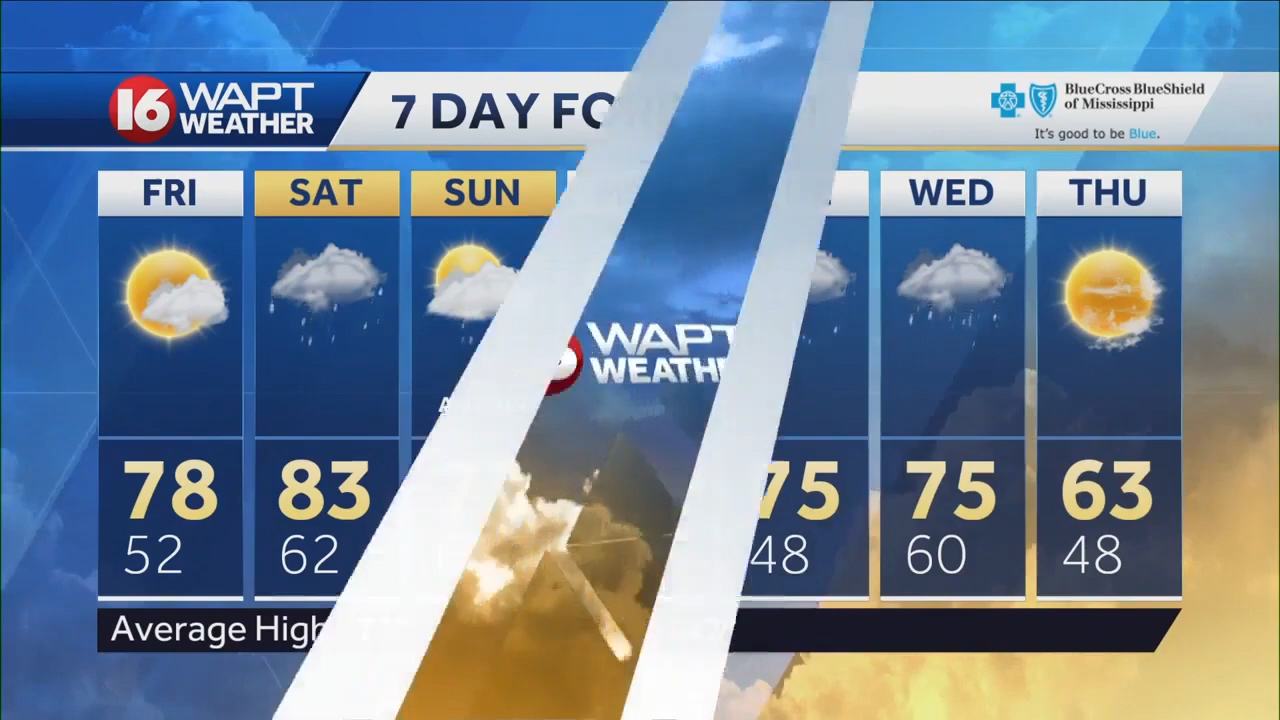 16 WAPT WEATHER
7 DAY FO
BlueCross BlueShield
of Mississippi
It's good to be Blue.
FRI SAT SUN WED THU
WAPT
WEATH
78 83 75 75 63
52 62 48 60 48
Average High